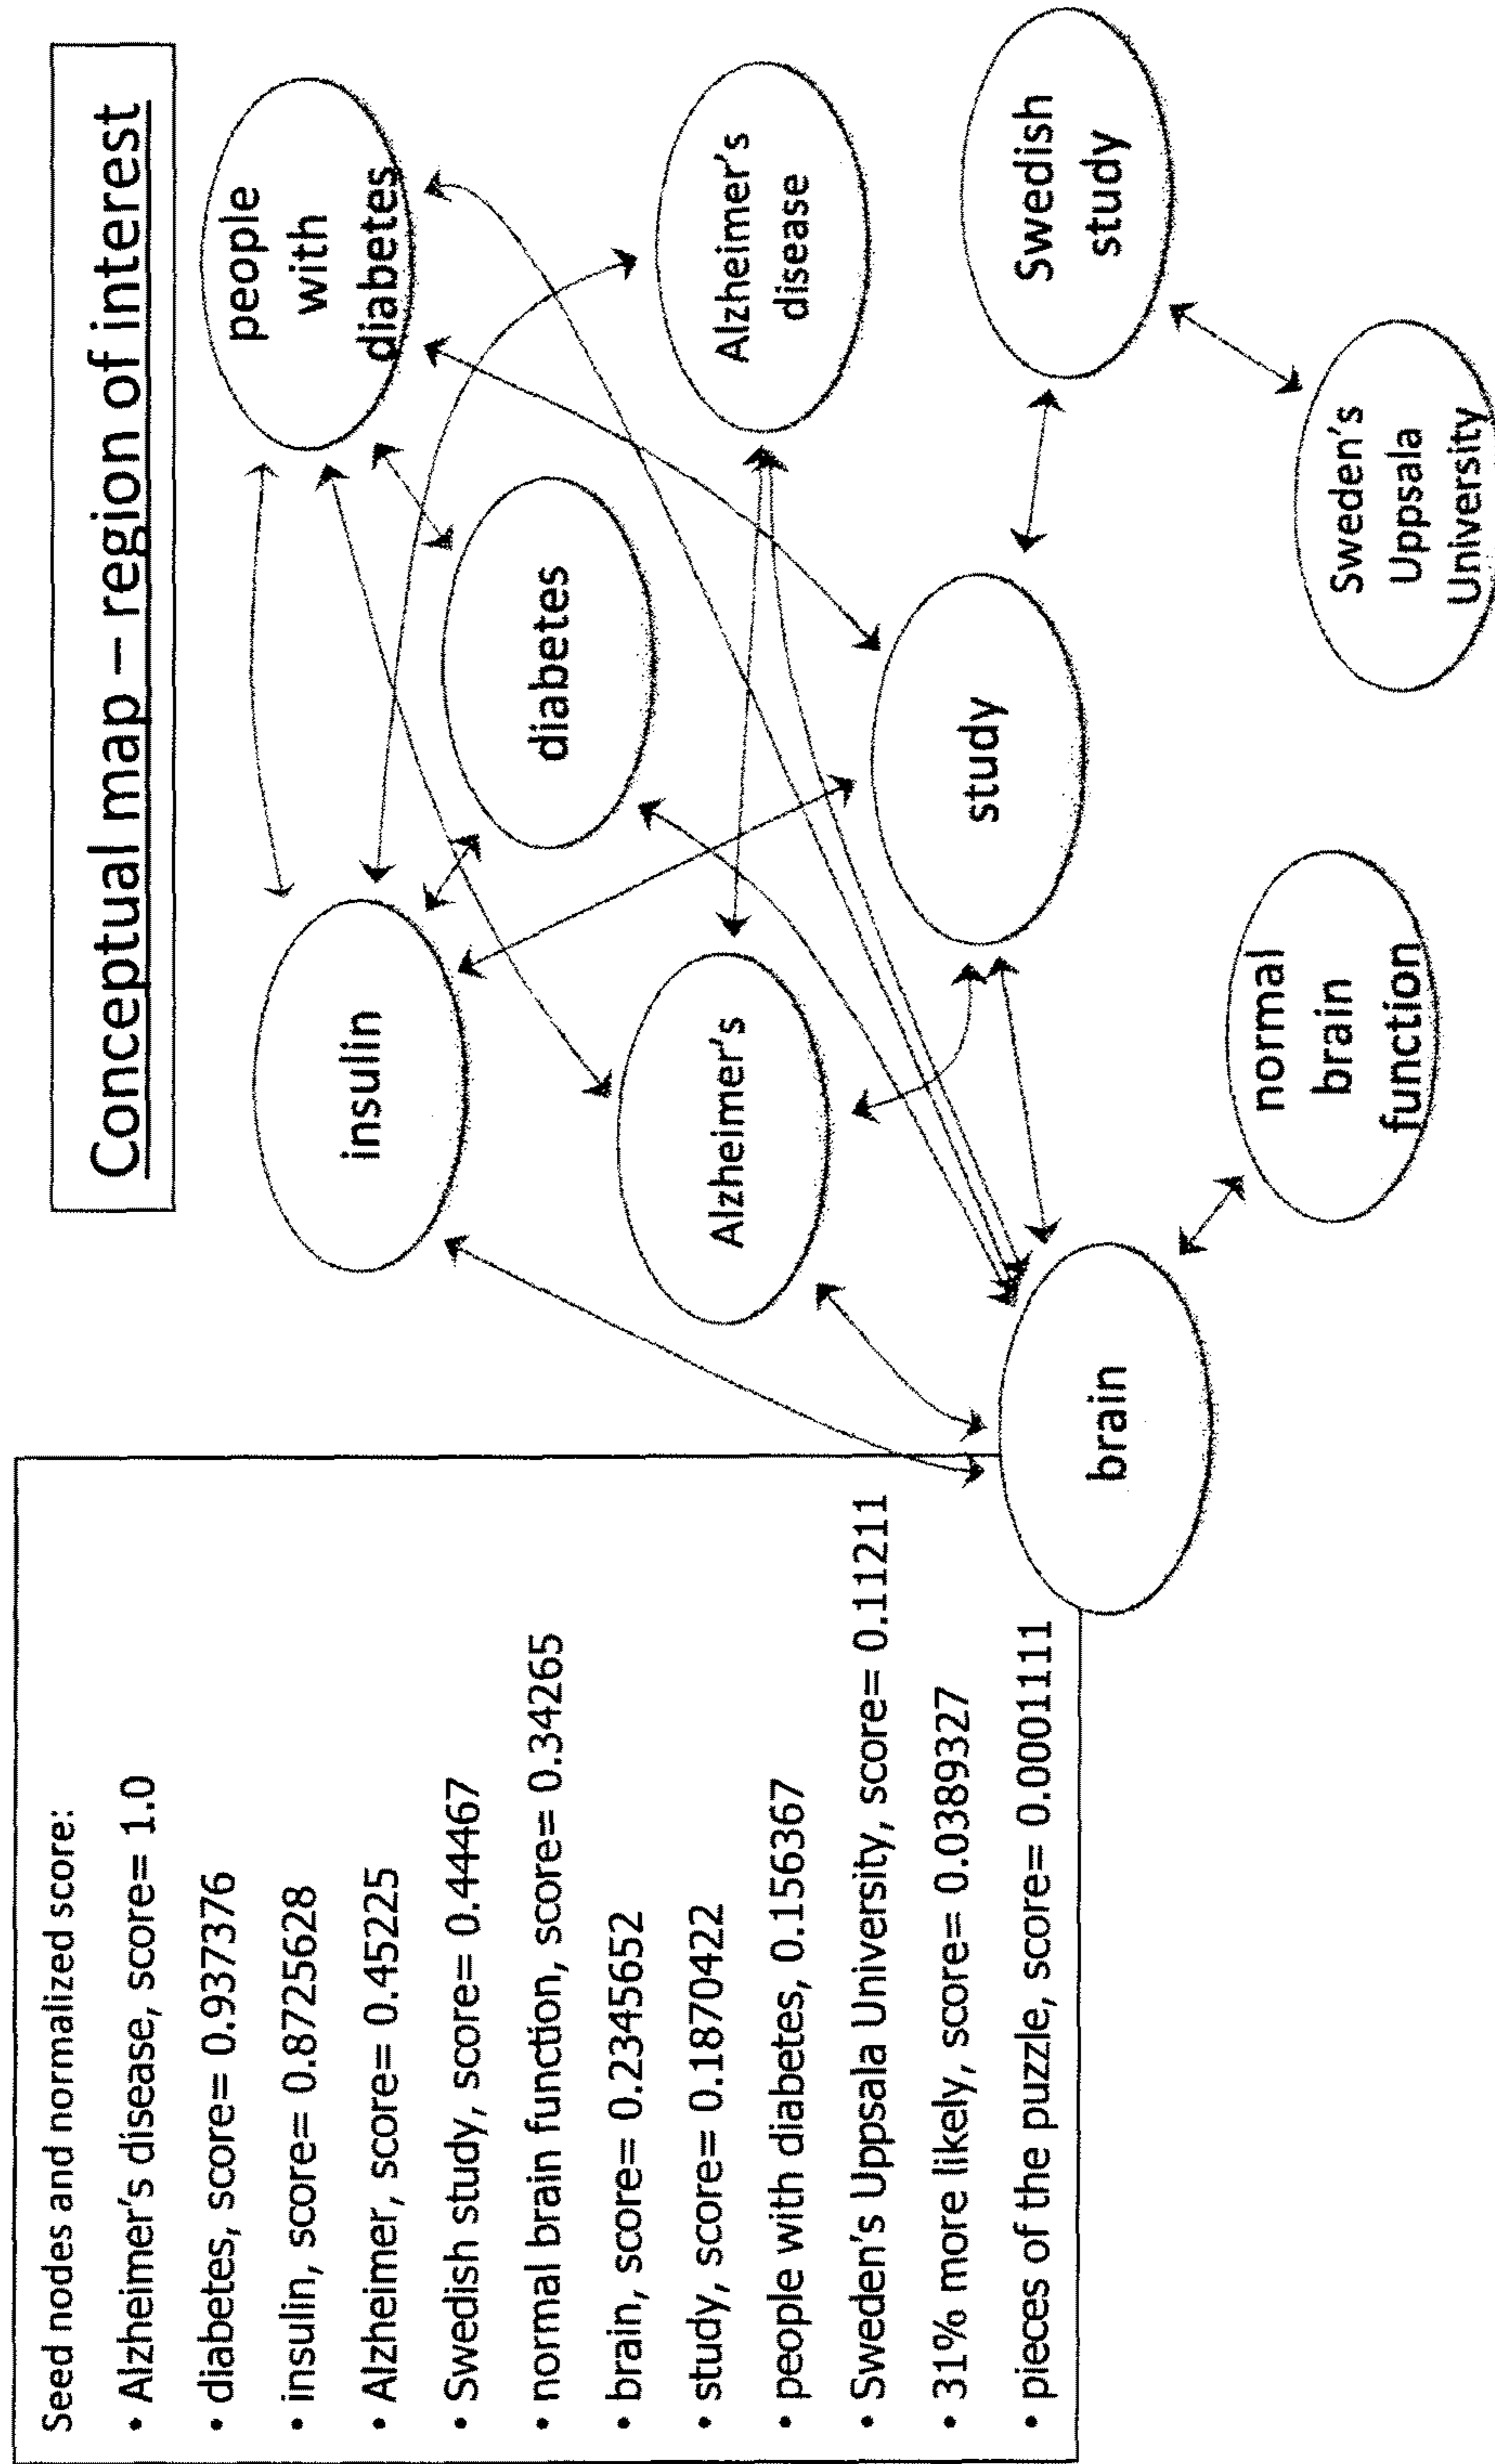 Conceptual map – region of interest
Seed nodes and normalized score:
• Alzheimer's disease, score= 1.0
• diabetes, score= 0.937376
• insulin, score= 0.8725628
• Alzheimer, score= 0.45225
• Swedish study, score= 0.44467
• normal brain function, score= 0.34265
• brain, score= 0.2345652
• study, score= 0.1870422
• people with diabetes, 0.156367
• Sweden's Uppsala University, score= 0.11211
• 31% more likely, score= 0.0389327
• pieces of the puzzle, score= 0.0001111
people
with
diabetes
insulin
diabetes
Alzheimer's
disease
Alzheimer's
study
Swedish
study
brain
normal
brain
function
Sweden's
Uppsala
University